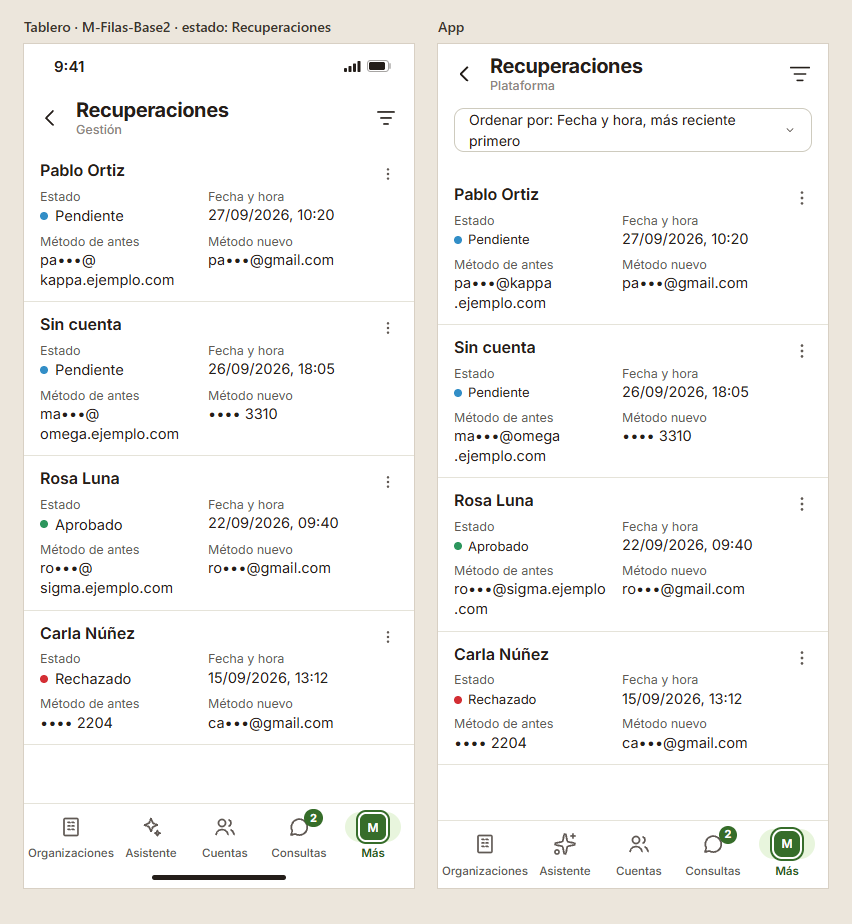 Tablero · M-Filas-Base2 · estado: Recuperaciones
9:41
Recuperaciones
Gestión
Pablo Ortiz
Estado
Fecha y hora
Pendiente
27/09/2026, 10:20
Método de antes
Método nuevo
pa•••@
pa•••@gmail.com
kappa.ejemplo.com
Sin cuenta
Estado
Fecha y hora
Pendiente
26/09/2026, 18:05
Método de antes
Método nuevo
ma•••@
•••• 3310
omega.ejemplo.com
Rosa Luna
Estado
Fecha y hora
Aprobado
22/09/2026, 09:40
Método de antes
Método nuevo
ro•••@
ro•••@gmail.com
sigma.ejemplo.com
Carla Núñez
Estado
Fecha y hora
Rechazado
15/09/2026, 13:12
Método de antes
Método nuevo
•••• 2204
ca•••@gmail.com
2
M
Organizaciones
Asistente
Cuentas
Consultas
Más
App
Recuperaciones
Plataforma
Ordenar por: Fecha y hora, más reciente
primero
Pablo Ortiz
Estado
Fecha y hora
Pendiente
27/09/2026, 10:20
Método de antes
Método nuevo
pa•••@kappa
pa•••@gmail.com
.ejemplo.com
Sin cuenta
Estado
Fecha y hora
Pendiente
26/09/2026, 18:05
Método de antes
Método nuevo
ma•••@omega
•••• 3310
.ejemplo.com
Rosa Luna
Estado
Fecha y hora
Aprobado
22/09/2026, 09:40
Método de antes
Método nuevo
ro•••@sigma.ejemplo
ro•••@gmail.com
.com
Carla Núñez
Estado
Fecha y hora
Rechazado
15/09/2026, 13:12
Método de antes
Método nuevo
•••• 2204
ca•••@gmail.com
2
M
Organizaciones
Asistente
Cuentas
Consultas
Más